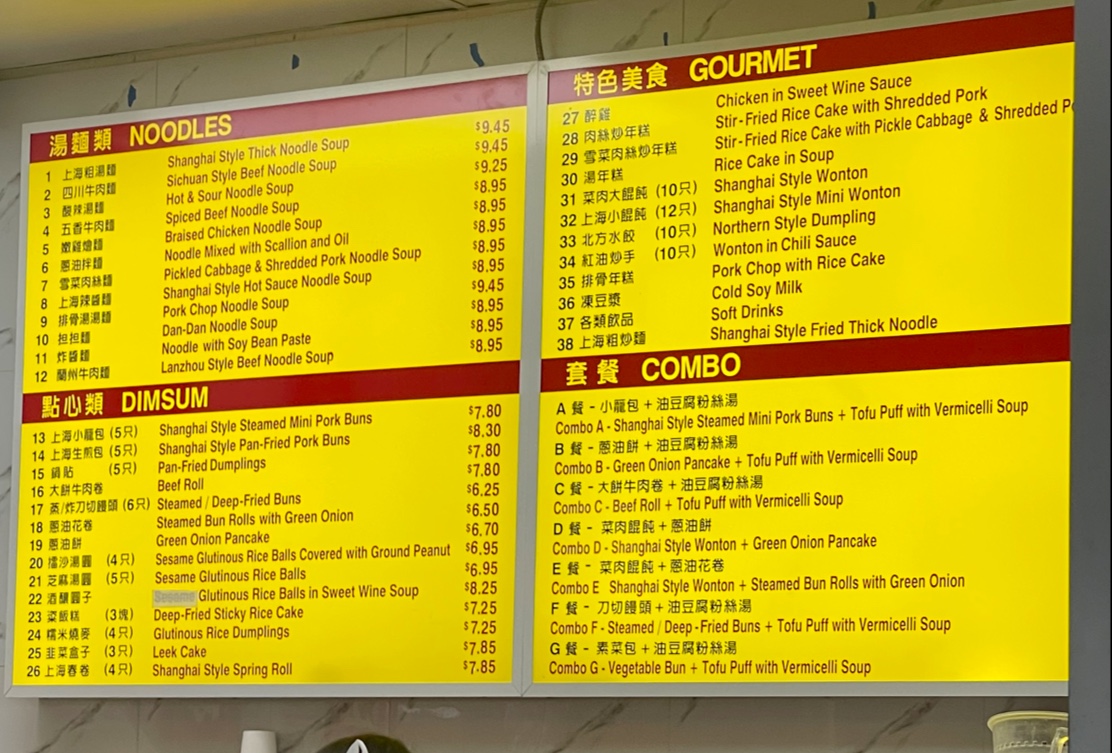 湯麵類 NOODLES
1 上海粗湯麵 Shanghai Style Thick Noodle Soup $9.45
2 四川牛肉麵 Sichuan Style Beef Noodle Soup $9.45
3 酸辣湯麵 Hot & Sour Noodle Soup $9.25
4 五香牛肉麵 Spiced Beef Noodle Soup $8.95
5 嫩雞燴麵 Braised Chicken Noodle Soup $8.95
6 蔥油拌麵 Noodle Mixed with Scallion and Oil $8.95
7 雪菜肉絲麵 Pickled Cabbage & Shredded Pork Noodle Soup $8.95
8 上海辣醬麵 Shanghai Style Hot Sauce Noodle Soup $8.95
9 排骨湯湯麵 Pork Chop Noodle Soup $9.45
10 担担麵 Dan-Dan Noodle Soup $8.95
11 炸醬麵 Noodle with Soy Bean Paste $8.95
12 蘭州牛肉麵 Lanzhou Style Beef Noodle Soup $8.95
點心類 DIMSUM
13 上海小籠包 (5只) Shanghai Style Steamed Mini Pork Buns $7.80
14 上海生煎包 (5只) Shanghai Style Pan-Fried Pork Buns $8.30
15 鍋貼 (5只) Pan-Fried Dumplings $7.80
16 大餅牛肉卷 Beef Roll $7.80
17 蒸/炸刀切饅頭 (6只) Steamed / Deep-Fried Buns $6.25
18 蔥油花卷 Steamed Bun Rolls with Green Onion $6.50
19 蔥油餅 Green Onion Pancake $6.70
20 擂沙湯圓 (4只) Sesame Glutinous Rice Balls Covered with Ground Peanut $6.95
21 芝麻湯圓 (5只) Sesame Glutinous Rice Balls $6.95
22 酒釀圓子 Sesame Glutinous Rice Balls in Sweet Wine Soup $8.25
23 粢飯糕 (3塊) Deep-Fried Sticky Rice Cake $7.25
24 糯米燒麥 (4只) Glutinous Rice Dumplings $7.25
25 韭菜盒子 (3只) Leek Cake $7.85
26 上海春卷 (4只) Shanghai Style Spring Roll $7.85
特色美食 GOURMET
27 醉雞 Chicken in Sweet Wine Sauce
28 肉絲炒年糕 Stir-Fried Rice Cake with Shredded Pork
29 雪菜肉絲炒年糕 Stir-Fried Rice Cake with Pickle Cabbage & Shredded
30 湯年糕 Rice Cake in Soup
31 菜肉大餛飩 (10只) Shanghai Style Wonton
32 上海小餛飩 (12只) Shanghai Style Mini Wonton
33 北方水餃 (10只) Northern Style Dumpling
34 紅油炒手 (10只) Wonton in Chili Sauce
35 排骨年糕 Pork Chop with Rice Cake
36 凍豆漿 Cold Soy Milk
37 各類飲品 Soft Drinks
38 上海粗炒麵 Shanghai Style Fried Thick Noodle
套餐 COMBO
A 餐 - 小籠包 + 油豆腐粉絲湯
Combo A - Shanghai Style Steamed Mini Pork Buns + Tofu Puff with Vermicelli Soup
B 餐 - 蔥油餅 + 油豆腐粉絲湯
Combo B - Green Onion Pancake + Tofu Puff with Vermicelli Soup
C 餐 - 大餅牛肉卷 + 油豆腐粉絲湯
Combo C - Beef Roll + Tofu Puff with Vermicelli Soup
D 餐 - 菜肉餛飩 + 蔥油餅
Combo D - Shanghai Style Wonton + Green Onion Pancake
E 餐 - 菜肉餛飩 + 蔥油花卷
Combo E Shanghai Style Wonton + Steamed Bun Rolls with Green Onion
F 餐 - 刀切饅頭 + 油豆腐粉絲湯
Combo F - Steamed / Deep-Fried Buns + Tofu Puff with Vermicelli Soup
G 餐 - 素菜包 + 油豆腐粉絲湯
Combo G - Vegetable Bun + Tofu Puff with Vermicelli Soup